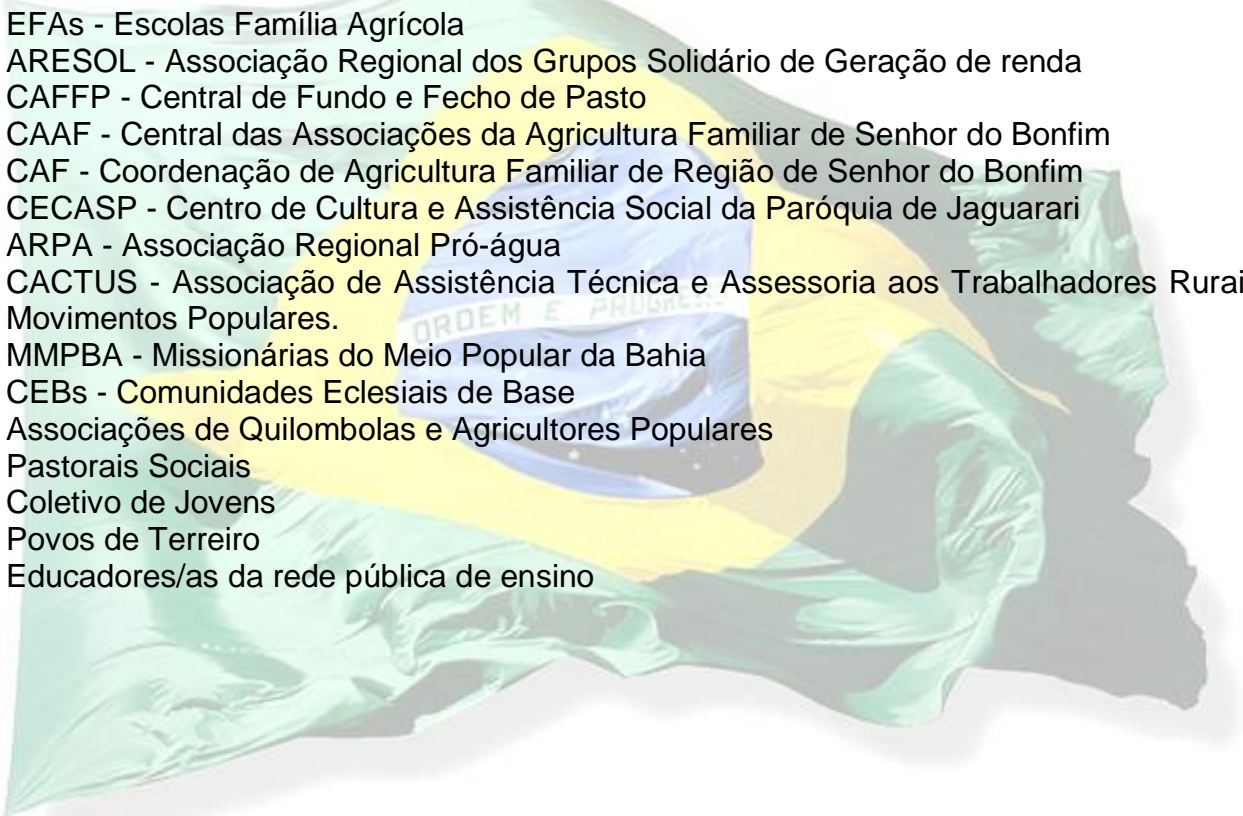 EFAs - Escolas Família Agrícola
ARESOL - Associação Regional dos Grupos Solidário de Geração de renda
CAFFP - Central de Fundo e Fecho de Pasto
CAAF - Central das Associações da Agricultura Familiar de Senhor do Bonfim
CAF - Coordenação de Agricultura Familiar de Região de Senhor do Bonfim
CECASP - Centro de Cultura e Assistência Social da Paróquia de Jaguarari
ARPA - Associação Regional Pró-água
CACTUS - Associação de Assistência Técnica e Assessoria aos Trabalhadores Rurai
Movimentos Populares.
MMPBA - Missionárias do Meio Popular da Bahia
CEBs - Comunidades Eclesiais de Base
Associações de Quilombolas e Agricultores Populares
Pastorais Sociais
Coletivo de Jovens
Povos de Terreiro
Educadores/as da rede pública de ensino
ORDEM E